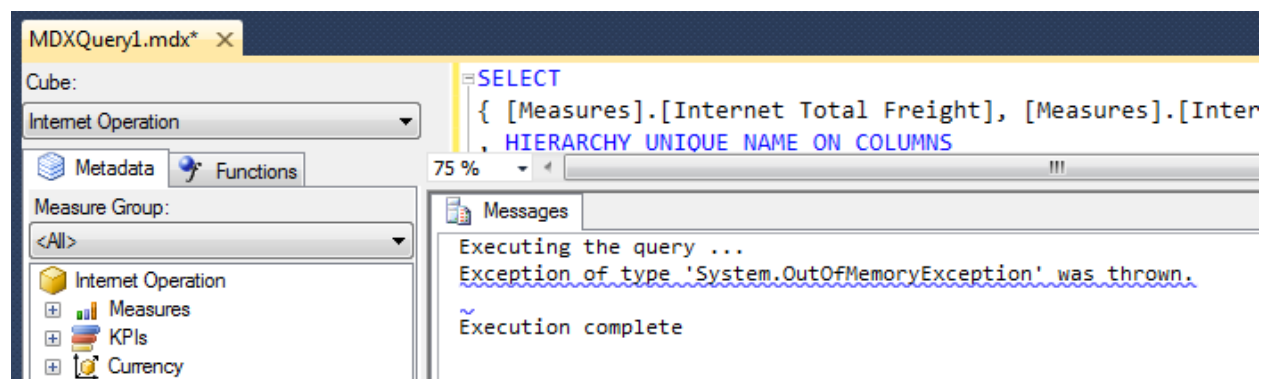 MDXQuery1.mdx*
Cube:
Internet Operation
Metadata
Functions
Measure Group:
<All>
Internet Operation
Measures
KPIs
Currency
SELECT
{ [Measures].[Internet Total Freight], [Measures].[Inter
, HIERARCHY_UNIQUE_NAME ON COLUMNS
75 %
Messages
Executing the query ...
Exception of type 'System.OutOfMemoryException' was thrown.
Execution complete